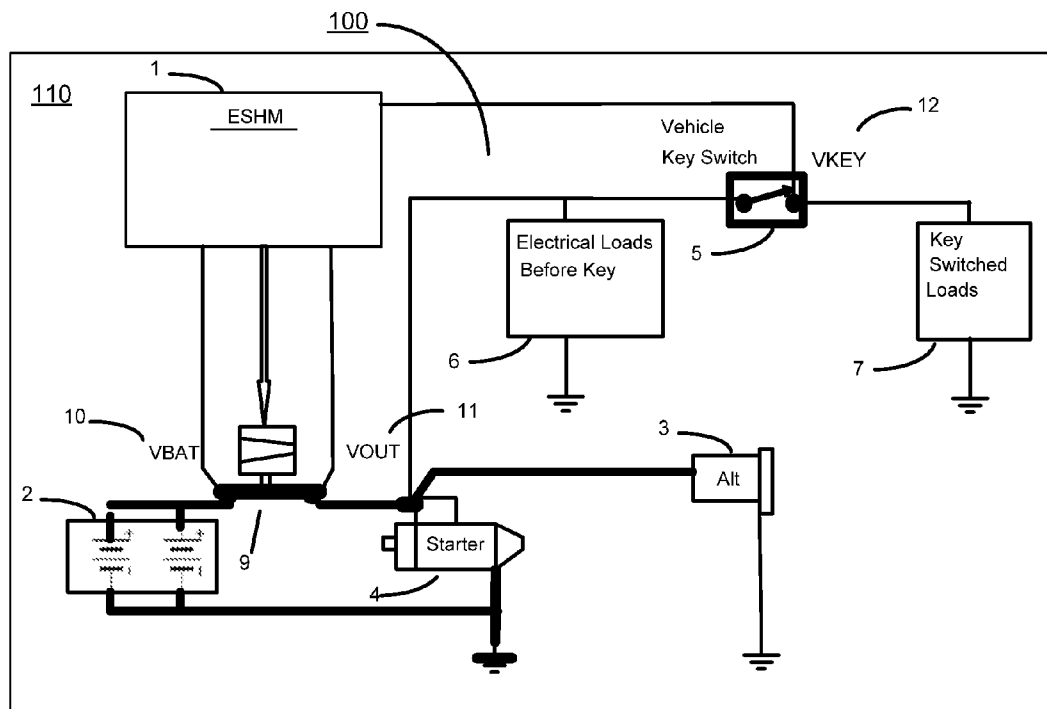 100
110
1
ESHM
12
Vehicle
Key Switch
VKEY
5
Electrical Loads
Before Key
6
Key
Switched
Loads
7
10
VBAT
11
VOUT
3
Alt
2
9
Starter
4